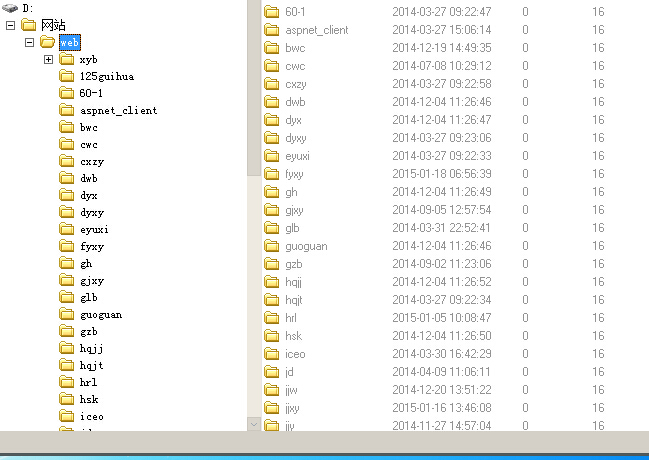 D:
网站
web
xyb
125guihua
60-1
aspnet_client
bwc
cwc
cxzy
dwb
dyx
dyxy
eyuxi
fyxy
gh
gjxy
glb
guoguan
gzb
hqjj
hqjt
hrl
hsk
iceo
60-1 2014-03-27 09:22:47 0 16
aspnet_client 2014-03-27 15:06:14 0 16
bwc 2014-12-19 14:49:35 0 16
cwc 2014-07-08 10:29:12 0 16
cxzy 2014-03-27 09:22:58 0 16
dwb 2014-12-04 11:26:46 0 16
dyx 2014-12-04 11:26:47 0 16
dyxy 2014-03-27 09:23:06 0 16
eyuxi 2014-03-27 09:22:33 0 16
fyxy 2015-01-18 06:56:39 0 16
gh 2014-12-04 11:26:49 0 16
gjxy 2014-09-05 12:57:54 0 16
glb 2014-03-31 22:52:41 0 16
guoguan 2014-12-04 11:26:46 0 16
gzb 2014-09-02 11:23:06 0 16
hqjj 2014-12-04 11:26:52 0 16
hqjt 2014-03-27 09:22:34 0 16
hrl 2015-01-05 10:08:47 0 16
hsk 2014-12-04 11:26:50 0 16
iceo 2014-03-30 16:42:29 0 16
jd 2014-04-09 11:06:11 0 16
jjw 2014-12-20 13:51:22 0 16
jjxy 2015-01-16 13:46:08 0 16
jjy 2014-11-27 14:57:04 0 16